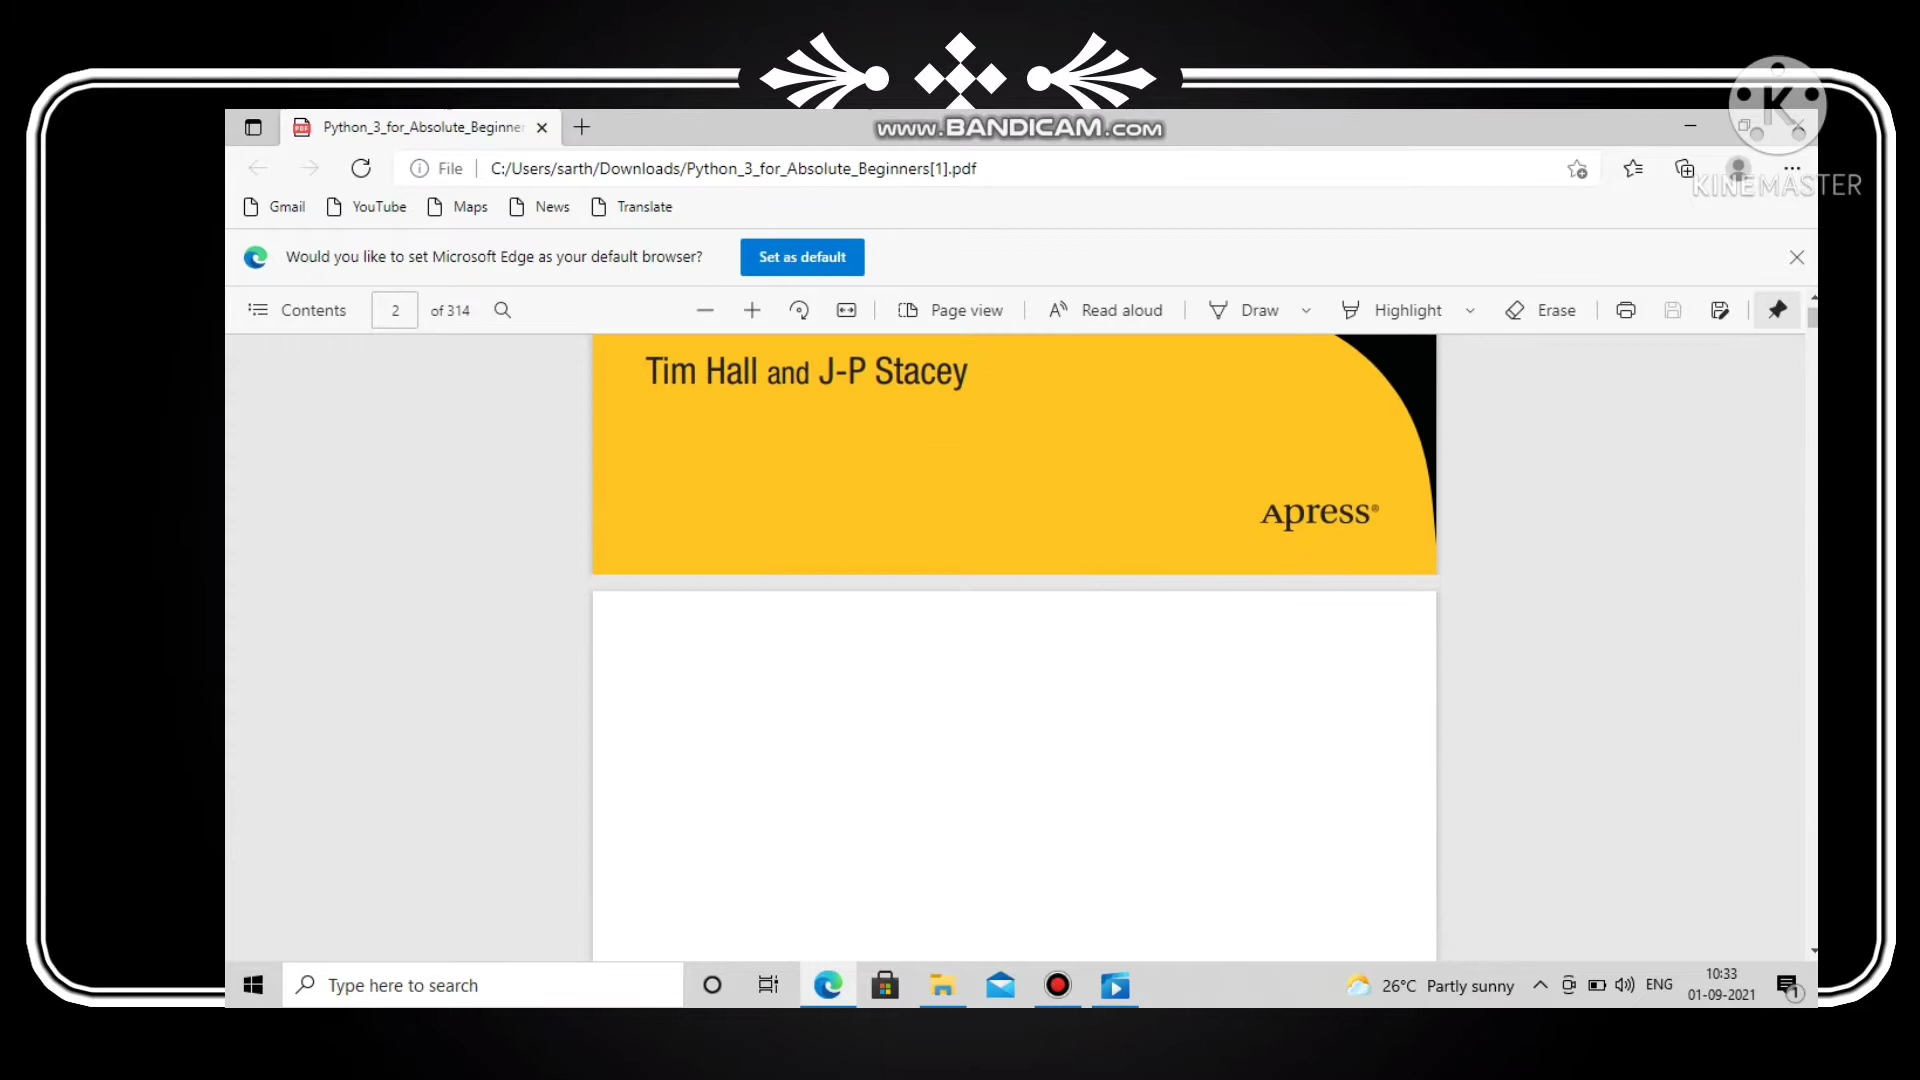 Python_3_for_Absolute_Beginner
www.BANDICAM.com
K
File
C:/Users/sarth/Downloads/Python_3_for_Absolute_Beginners[1].pdf
KINEMASTER
Gmail
YouTube
Maps
News
Translate
Would you like to set Microsoft Edge as your default browser?
Set as default
Contents
2
of 314
Page view
Read aloud
Draw
Highlight
Erase
Tim Hall and J-P Stacey
Apress®
Type here to search
26°C Partly sunny
ENG
10:33
01-09-2021
1